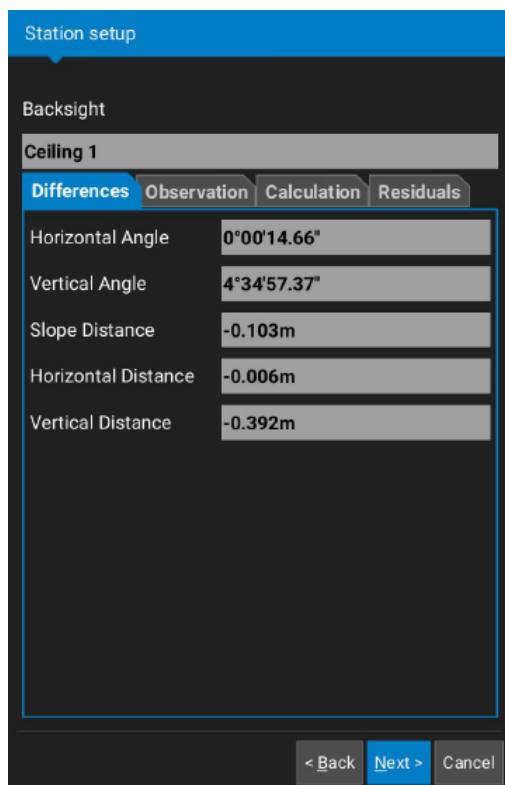 Station setup
Backsight
Ceiling 1
Differences Observation Calculation Residuals
Horizontal Angle 0°00'14.66"
Vertical Angle 4°34'57.37"
Slope Distance -0.103m
Horizontal Distance -0.006m
Vertical Distance -0.392m
< Back Next > Cancel